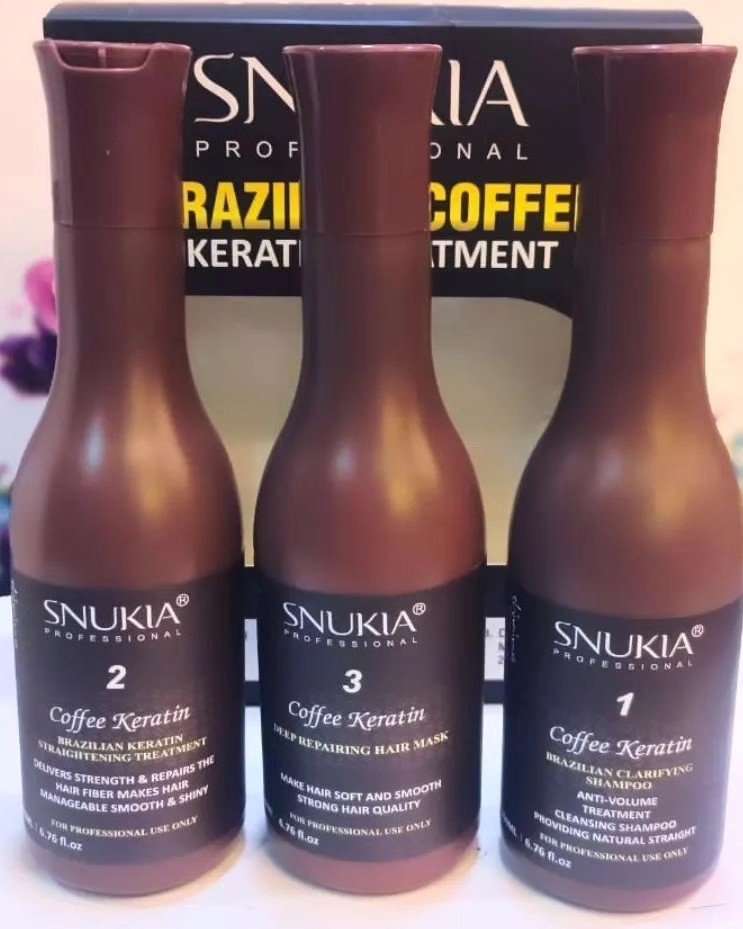 SN IA
PROF ONAL
RAZI COFFE
KERATI ATMENT
SNUKIA®
PROFESSIONAL
2
Coffee Keratin
BRAZILIAN KERATIN
STRAIGHTENING TREATMENT
DELIVERS STRENGTH & REPAIRS THE
HAIR FIBER MAKES HAIR
MANAGEABLE SMOOTH & SHINY
FOR PROFESSIONAL USE ONLY
6.76 fl.oz
SNUKIA®
PROFESSIONAL
3
Coffee Keratin
DEEP REPAIRING HAIR MASK
MAKE HAIR SOFT AND SMOOTH
STRONG HAIR QUALITY
FOR PROFESSIONAL USE ONLY
6.76 fl.oz
SNUKIA®
PROFESSIONAL
1
Coffee Keratin
BRAZILIAN CLARIFYING
SHAMPOO
ANTI-VOLUME
TREATMENT
CLEANSING SHAMPOO
PROVIDING NATURAL STRAIGHT
FOR PROFESSIONAL USE ONLY
6.76 fl.oz